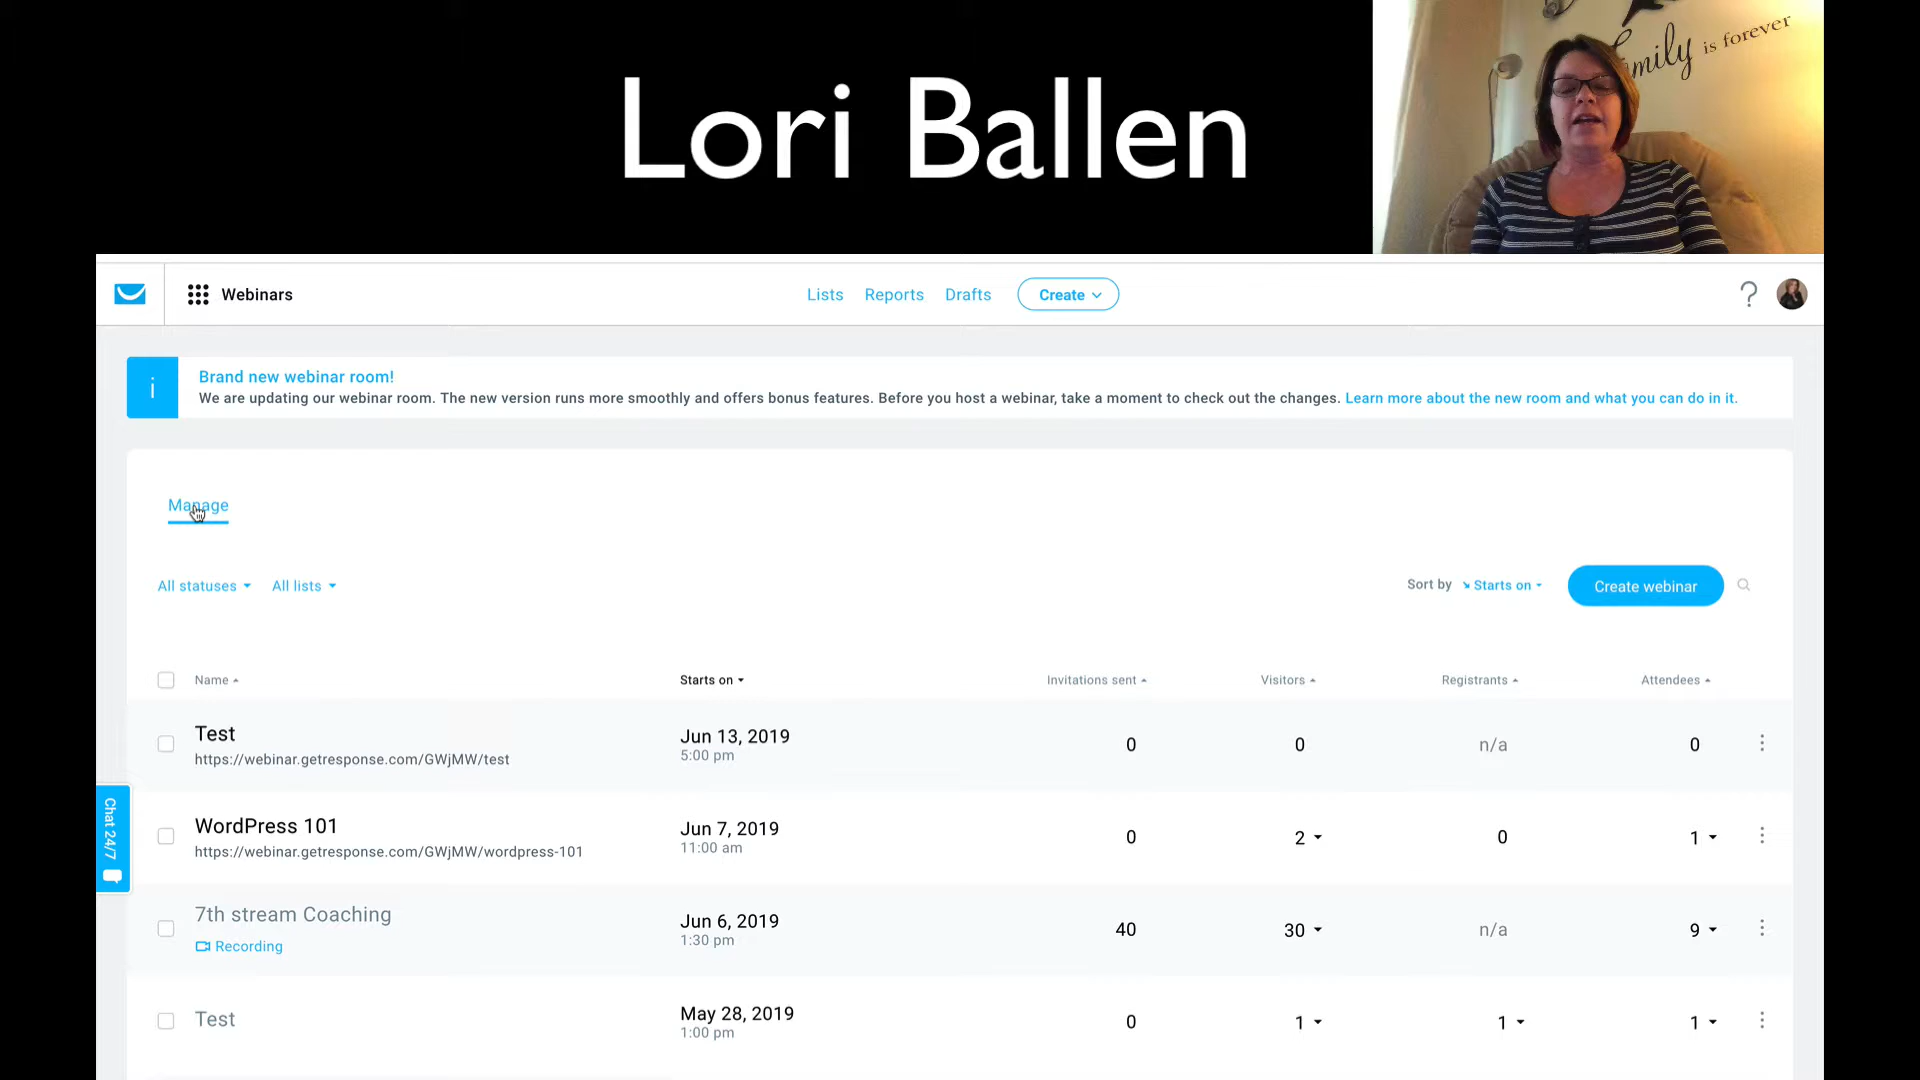 Lori Ballen
Family is forever
Webinars
Lists
Reports
Drafts
Create
?
i
Brand new webinar room!
We are updating our webinar room. The new version runs more smoothly and offers bonus features. Before you host a webinar, take a moment to check out the changes. Learn more about the new room and what you can do in it.
Manage
All statuses
All lists
Sort by
Starts on
Create webinar
Name
Starts on
Invitations sent
Visitors
Registrants
Attendees
Test
https://webinar.getresponse.com/GWjMW/test
Jun 13, 2019
5:00 pm
0
0
n/a
0
WordPress 101
https://webinar.getresponse.com/GWjMW/wordpress-101
Jun 7, 2019
11:00 am
0
2
0
1
7th stream Coaching
Recording
Jun 6, 2019
1:30 pm
40
30
n/a
9
Test
May 28, 2019
1:00 pm
0
1
1
1
Chat 24/7